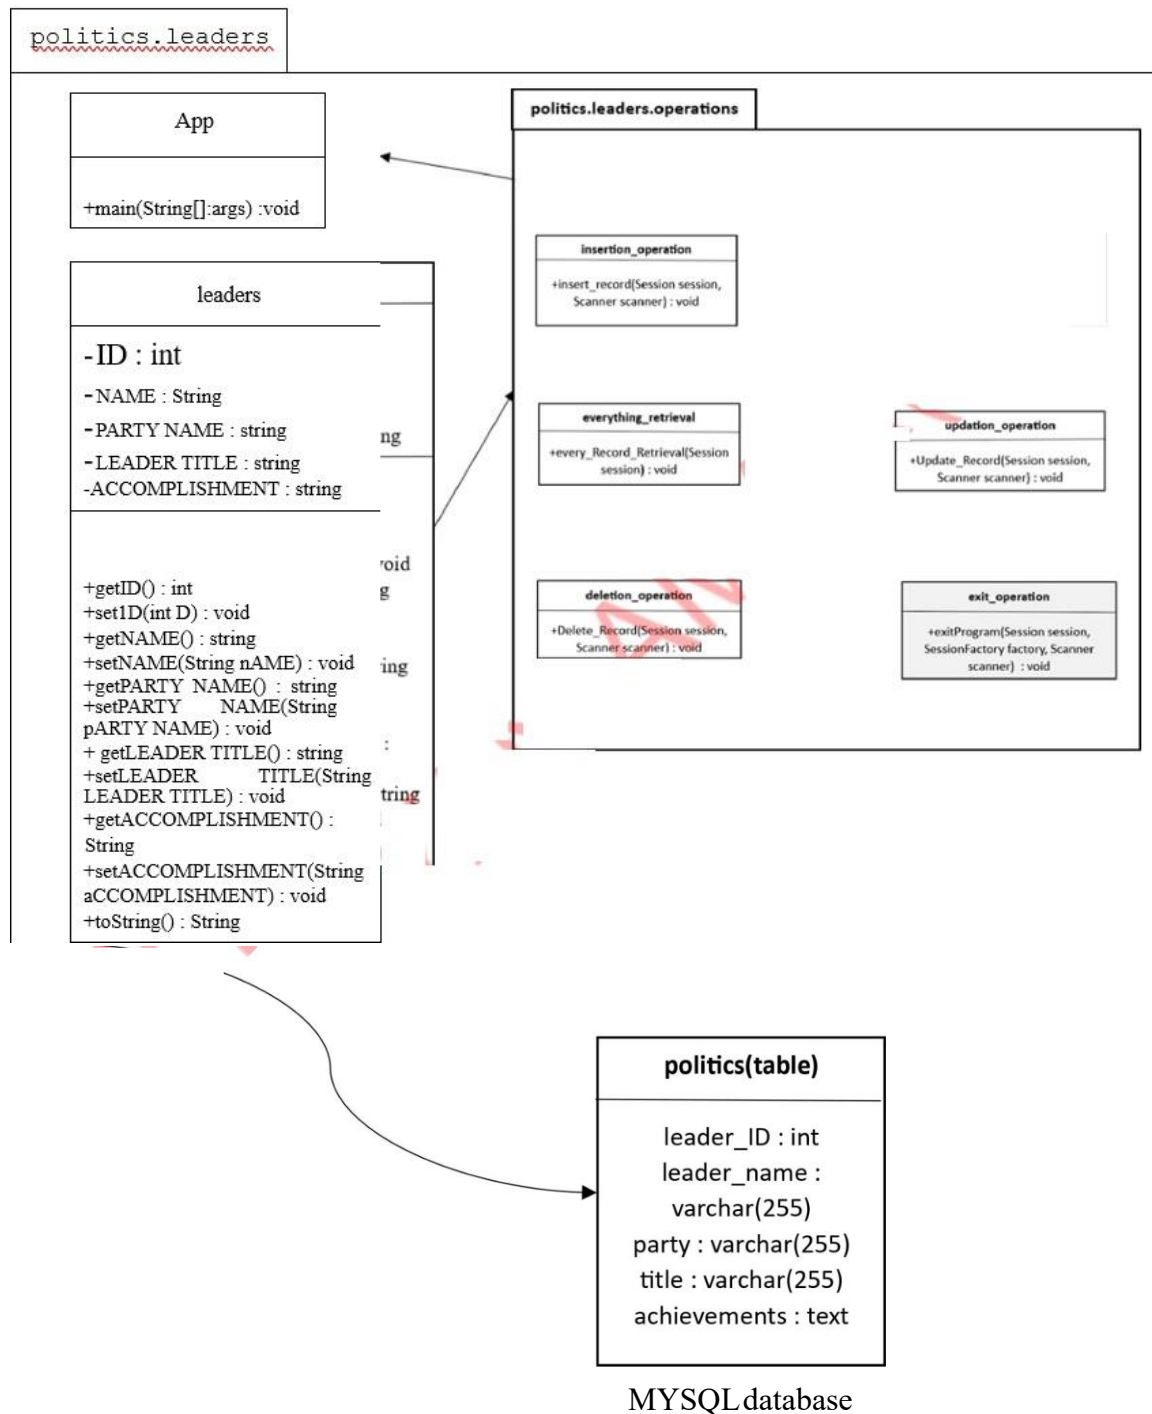 politics.leaders
App
+main(String[]:args) :void
leaders
-ID : int
-NAME : String
-PARTY NAME : string
-LEADER TITLE : string
-ACCOMPLISHMENT : string
+getID() : int
+set1D(int D) : void
+getNAME() : string
+setNAME(String nAME) : void
+getPARTY NAME() : string
+setPARTY NAME(String
pARTY NAME) : void
+ getLEADER TITLE() : string
+setLEADER TITLE(String
LEADER TITLE) : void
+getACCOMPLISHMENT() :
String
+setACCOMPLISHMENT(String
aCCOMPLISHMENT) : void
+toString() : String
ng
void
g
ing
:
tring
politics.leaders.operations
insertion_operation
+insert_record(Session session,
Scanner scanner) : void
everything_retrieval
+every_Record_Retrieval(Session
session) : void
updation_operation
+Update_Record(Session session,
Scanner scanner) : void
deletion_operation
+Delete_Record(Session session,
Scanner scanner) : void
exit_operation
+exitProgram(Session session,
SessionFactory factory, Scanner
scanner) : void
politics(table)
leader_ID : int
leader_name :
varchar(255)
party : varchar(255)
title : varchar(255)
achievements : text
MYSQL database